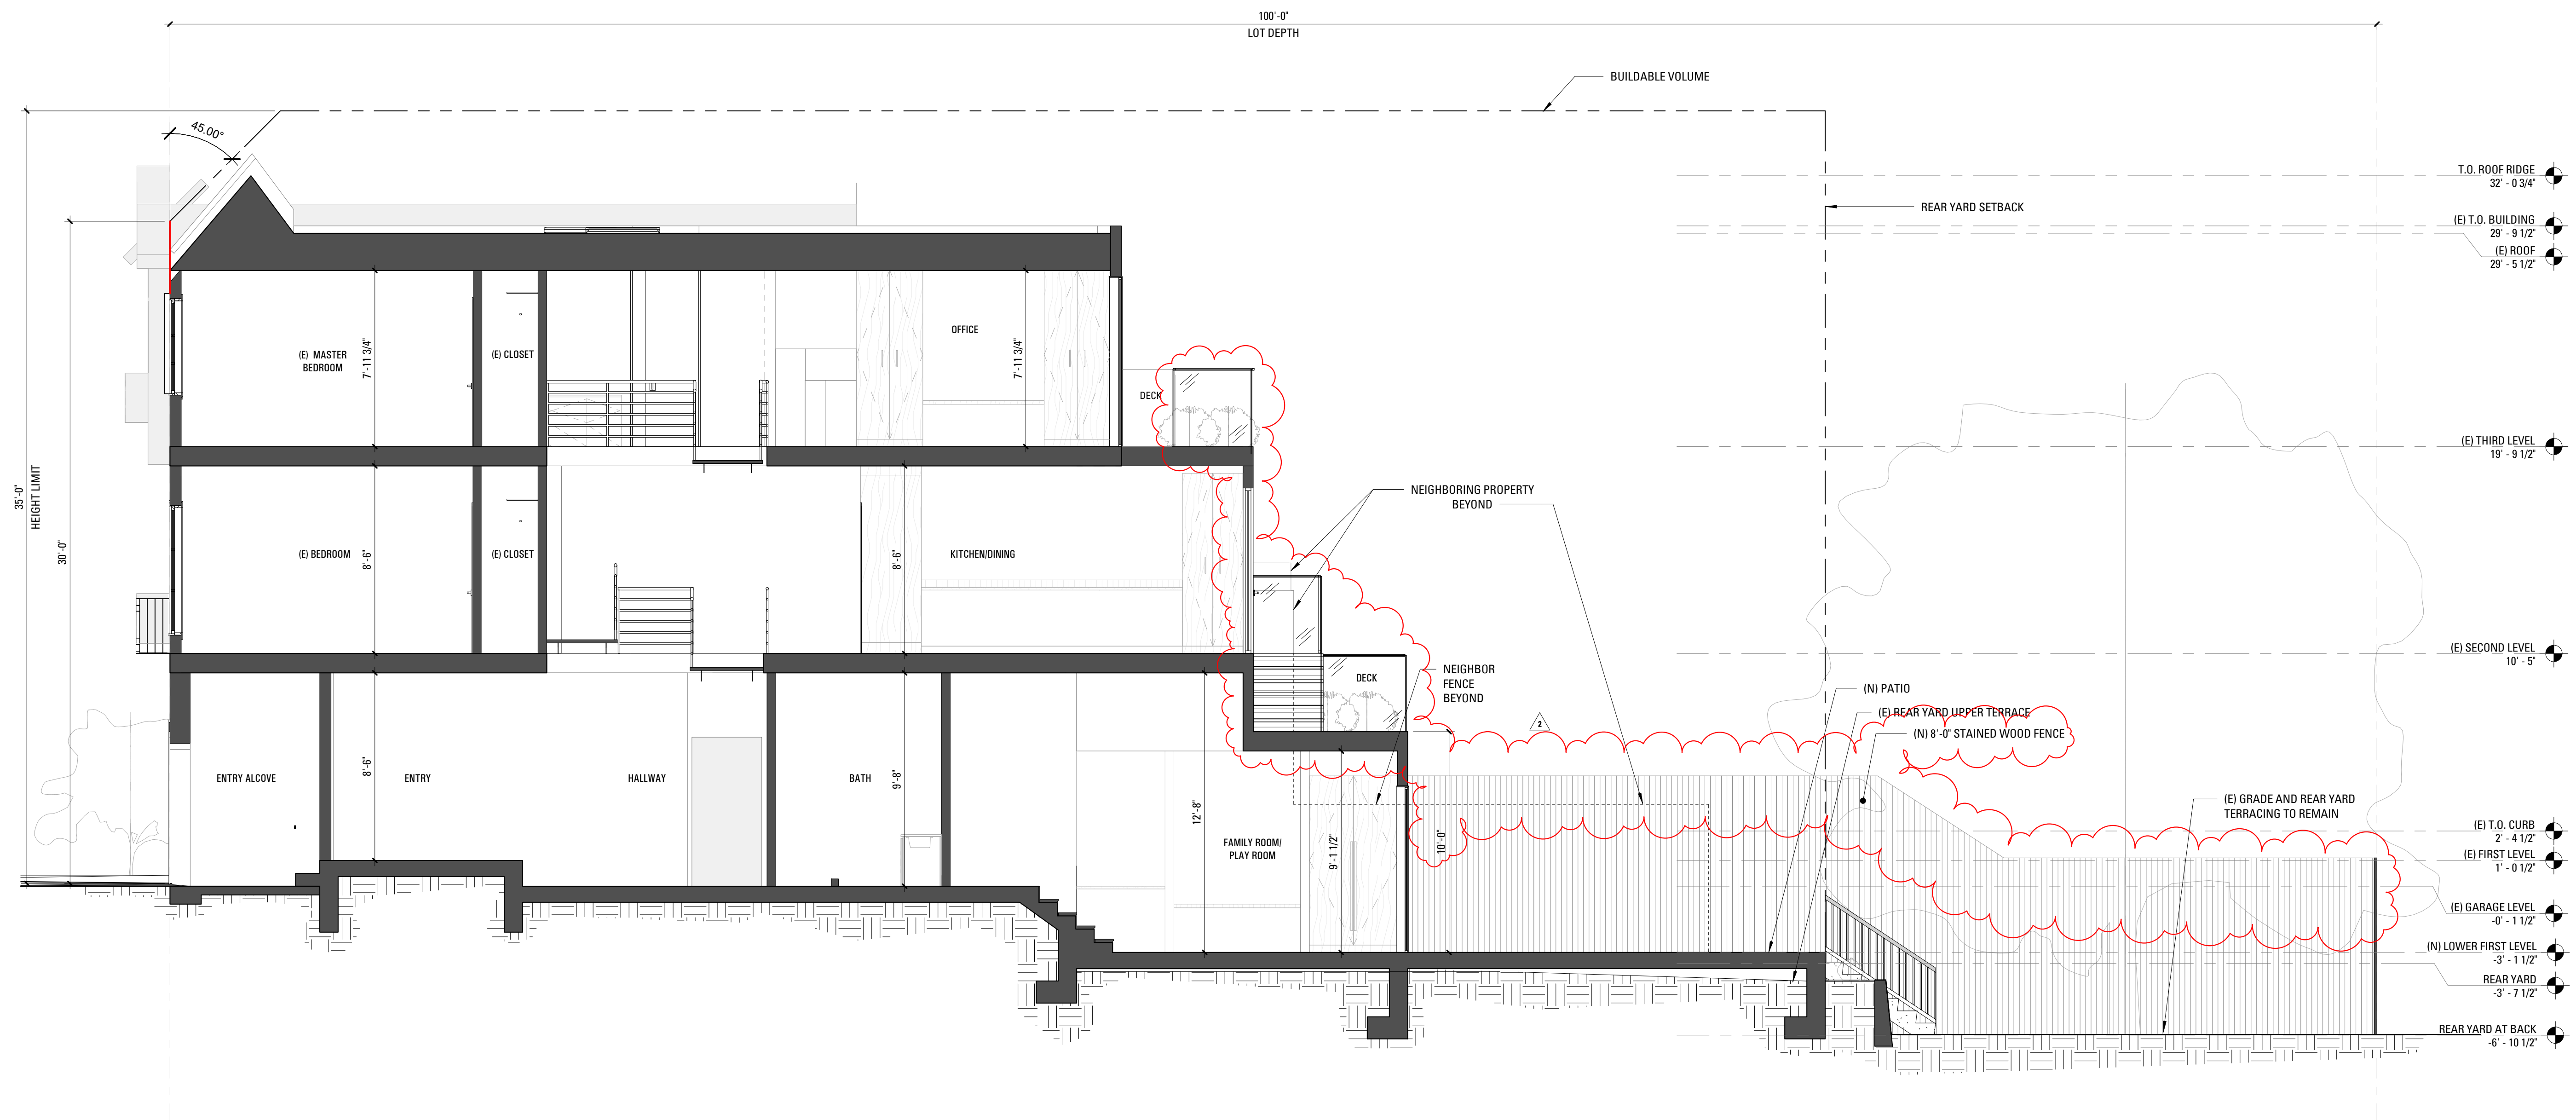 100'-0"
LOT DEPTH
BUILDABLE VOLUME
45.00°
T.O. ROOF RIDGE
32' - 0 3/4"
REAR YARD SETBACK
(E) T.O. BUILDING
29' - 9 1/2"
(E) ROOF
29' - 5 1/2"
35'-0"
HEIGHT LIMIT
30'-0"
(E) MASTER
BEDROOM
7'-11 3/4"
(E) CLOSET
OFFICE
7'-11 3/4"
DECK
(E) THIRD LEVEL
19' - 9 1/2"
NEIGHBORING PROPERTY
BEYOND
(E) BEDROOM
8'-6"
(E) CLOSET
8'-6"
KITCHEN/DINING
(E) SECOND LEVEL
10' - 5"
NEIGHBOR
FENCE
BEYOND
DECK
(N) PATIO
(E) REAR YARD UPPER TERRACE
2
(N) 8'-0" STAINED WOOD FENCE
ENTRY ALCOVE
8'-6"
ENTRY
HALLWAY
BATH
9'-8"
12'-8"
FAMILY ROOM/
PLAY ROOM
9'-1 1/2"
10'-0"
(E) GRADE AND REAR YARD
TERRACING TO REMAIN
(E) T.O. CURB
2' - 4 1/2"
(E) FIRST LEVEL
1' - 0 1/2"
(E) GARAGE LEVEL
-0' - 1 1/2"
(N) LOWER FIRST LEVEL
-3' - 1 1/2"
REAR YARD
-3' - 7 1/2"
REAR YARD AT BACK
-6' - 10 1/2"